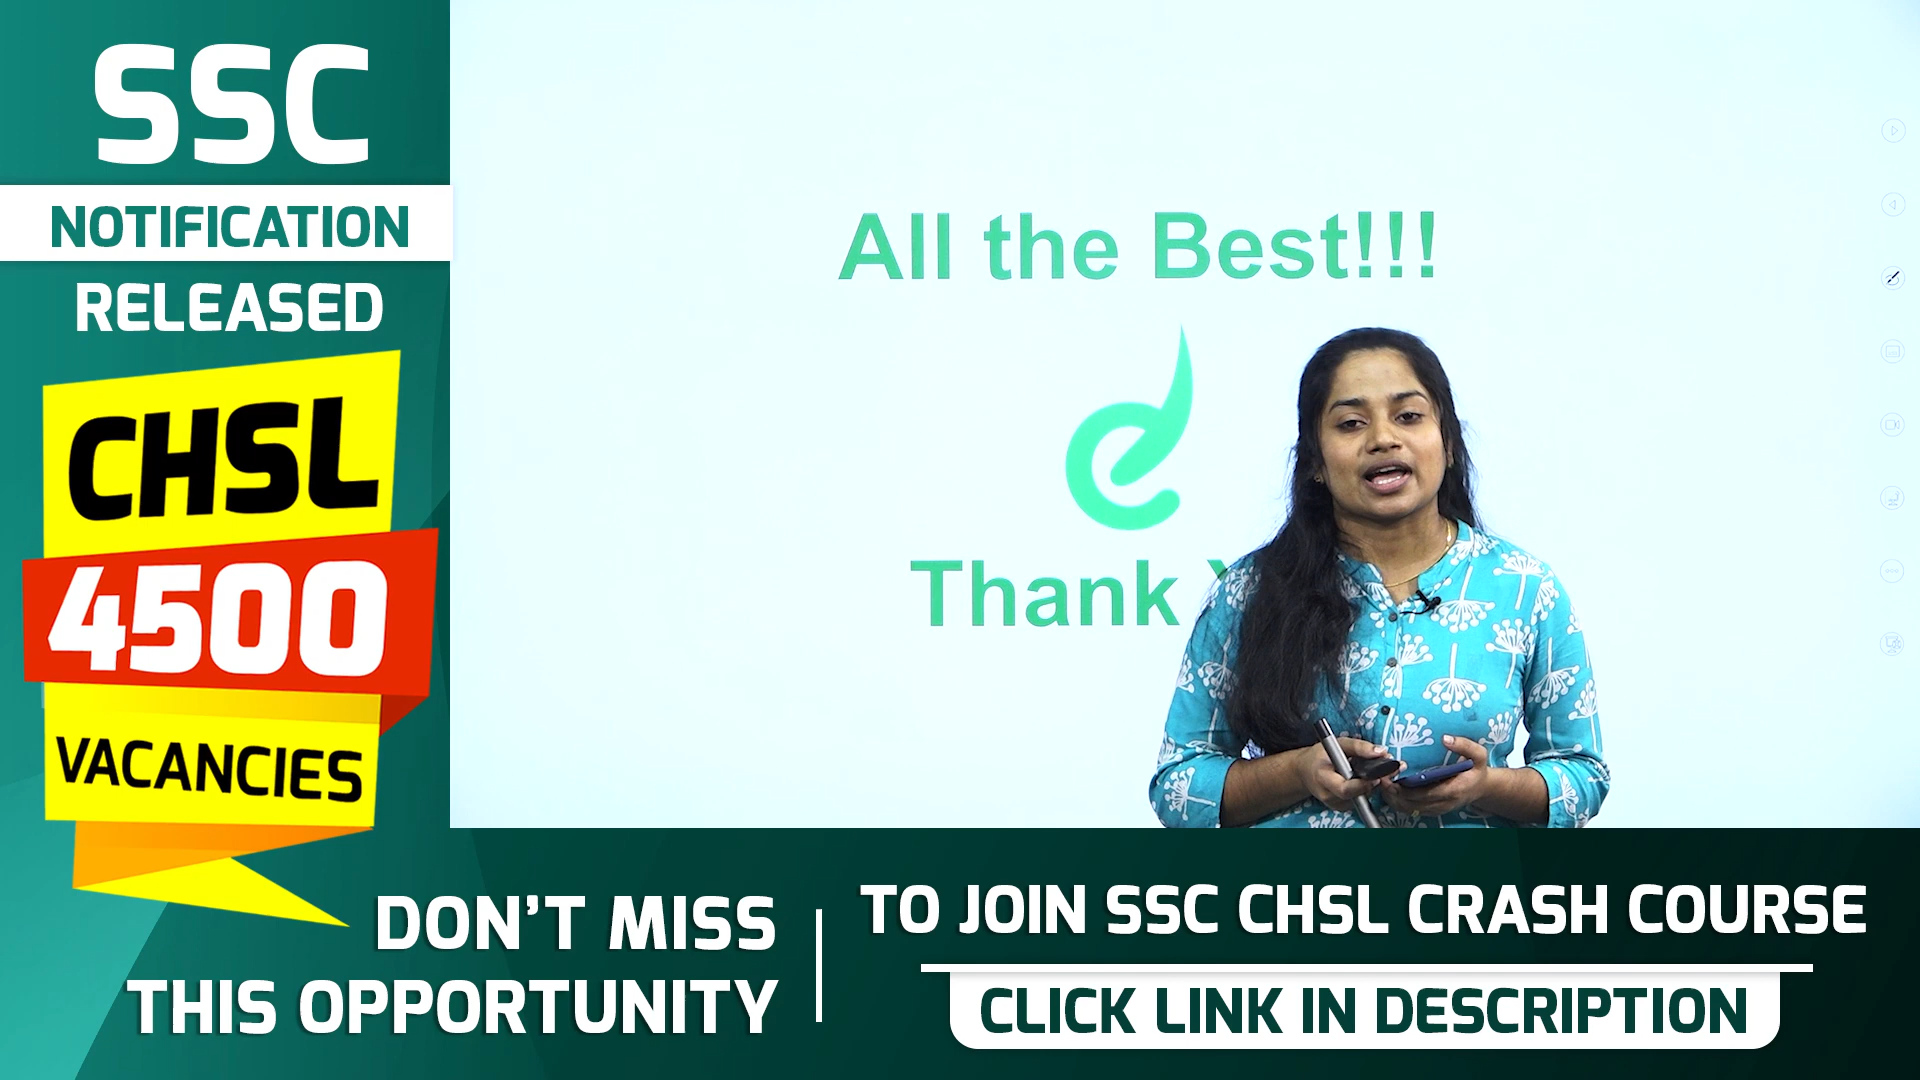 SSC
NOTIFICATION
RELEASED
CHSL
4500
VACANCIES
All the Best!!!
Thank
DON'T MISS
THIS OPPORTUNITY
TO JOIN SSC CHSL CRASH COURSE
CLICK LINK IN DESCRIPTION